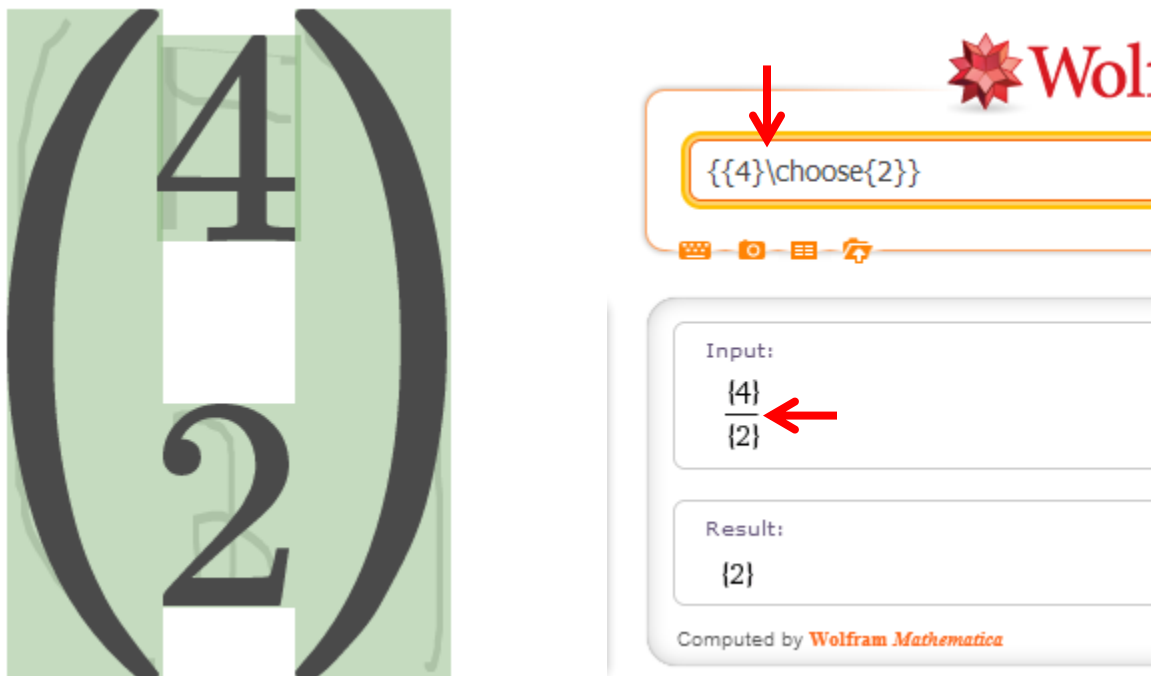 (4
2)
Wolf
{{4}\choose{2}}
Input:
{4}
{2}
Result:
{2}
Computed by Wolfram Mathematica